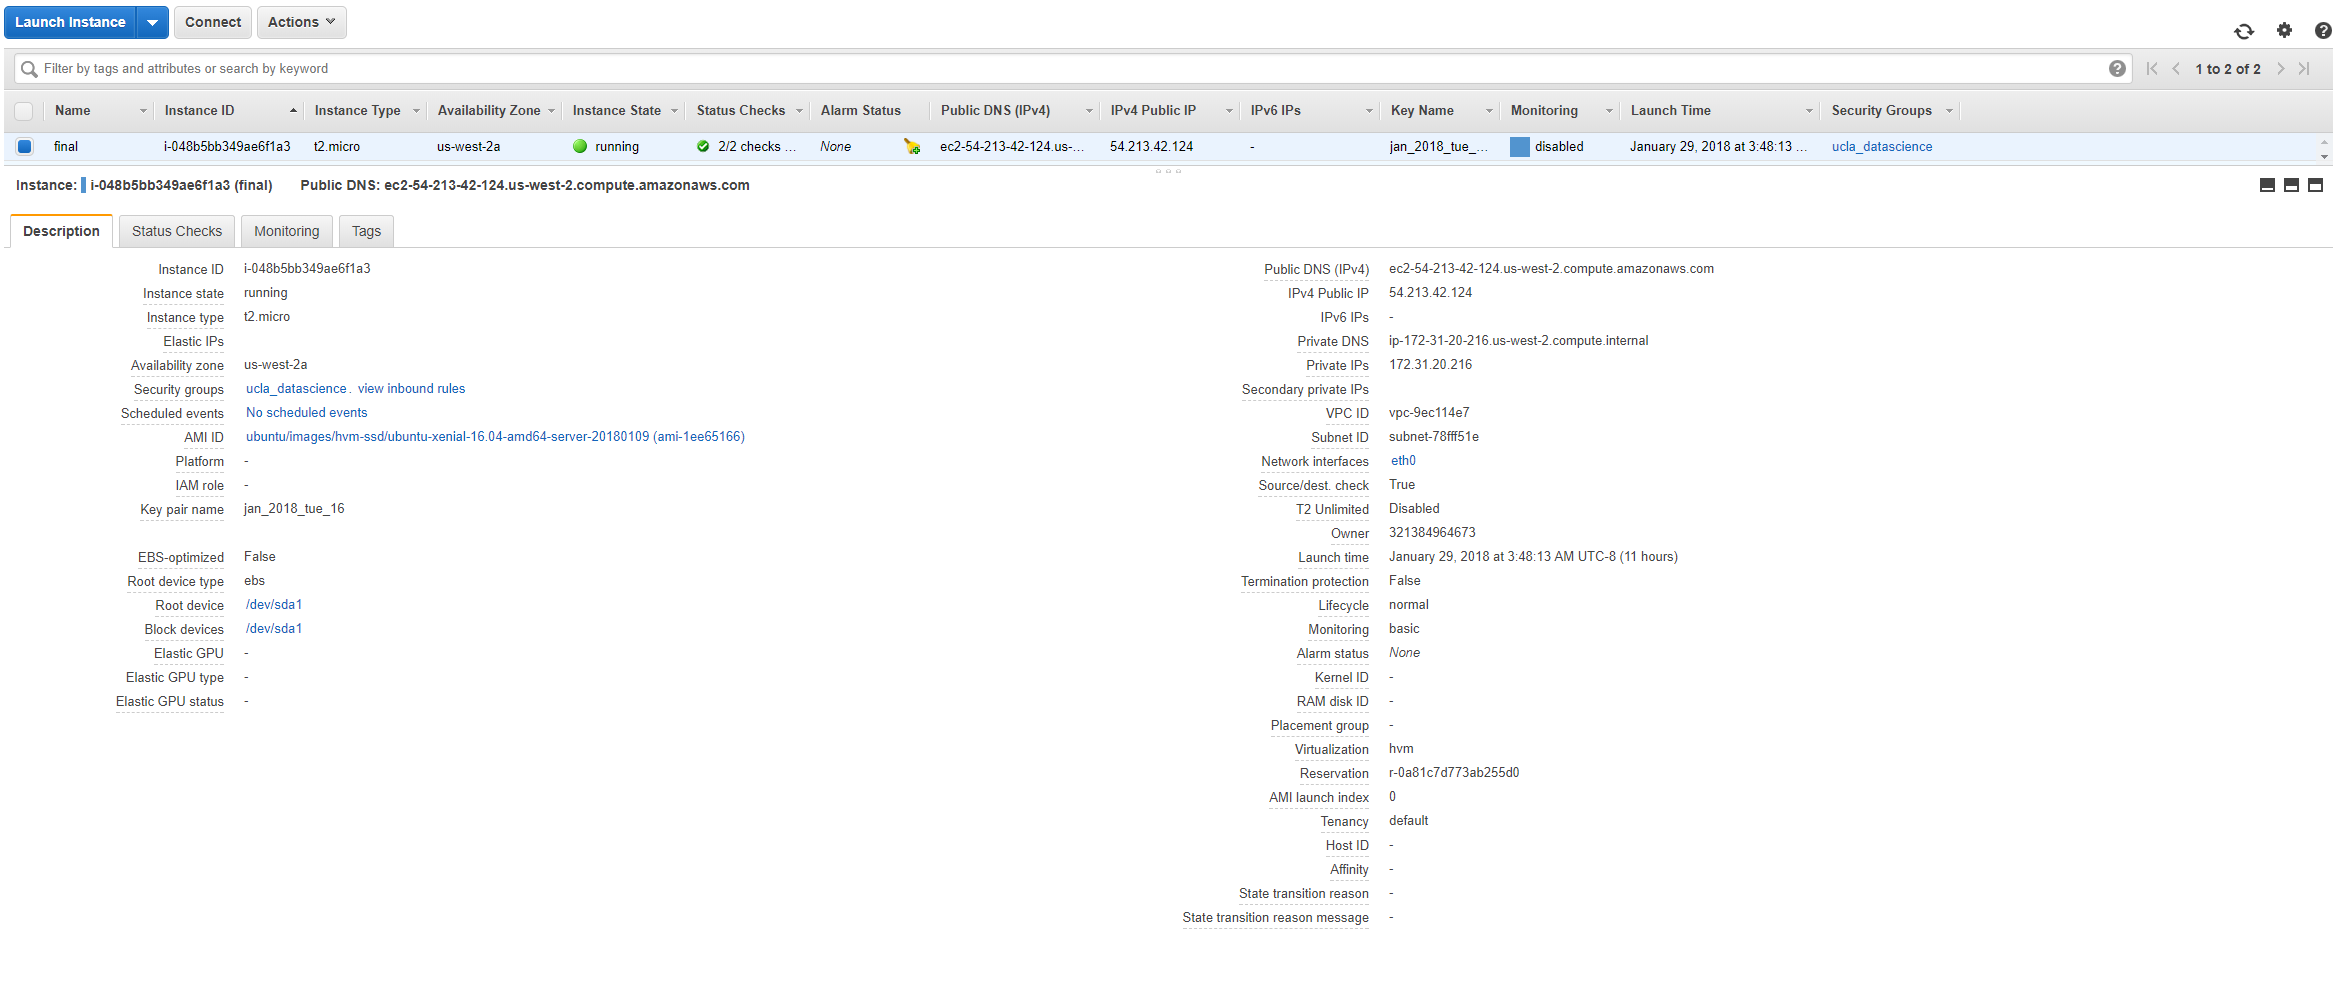 Launch Instance Connect Actions
Filter by tags and attributes or search by keyword 1 to 2 of 2
Name Instance ID Instance Type Availability Zone Instance State Status Checks Alarm Status Public DNS (IPv4) IPv4 Public IP IPv6 IPs Key Name Monitoring Launch Time Security Groups
final i-048b5bb349ae6f1a3 t2.micro us-west-2a running 2/2 checks ... None ec2-54-213-42-124.us-... 54.213.42.124 - jan_2018_tue_... disabled January 29, 2018 at 3:48:13 ... ucla_datascience
Instance: i-048b5bb349ae6f1a3 (final) Public DNS: ec2-54-213-42-124.us-west-2.compute.amazonaws.com
Description Status Checks Monitoring Tags
Instance ID i-048b5bb349ae6f1a3
Instance state running
Instance type t2.micro
Elastic IPs
Availability zone us-west-2a
Security groups ucla_datascience . view inbound rules
Scheduled events No scheduled events
AMI ID ubuntu/images/hvm-ssd/ubuntu-xenial-16.04-amd64-server-20180109 (ami-1ee65166)
Platform -
IAM role -
Key pair name jan_2018_tue_16
EBS-optimized False
Root device type ebs
Root device /dev/sda1
Block devices /dev/sda1
Elastic GPU -
Elastic GPU type -
Elastic GPU status -
Public DNS (IPv4) ec2-54-213-42-124.us-west-2.compute.amazonaws.com
IPv4 Public IP 54.213.42.124
IPv6 IPs -
Private DNS ip-172-31-20-216.us-west-2.compute.internal
Private IPs 172.31.20.216
Secondary private IPs
VPC ID vpc-9ec114e7
Subnet ID subnet-78fff51e
Network interfaces eth0
Source/dest. check True
T2 Unlimited Disabled
Owner 321384964673
Launch time January 29, 2018 at 3:48:13 AM UTC-8 (11 hours)
Termination protection False
Lifecycle normal
Monitoring basic
Alarm status None
Kernel ID -
RAM disk ID -
Placement group -
Virtualization hvm
Reservation r-0a81c7d773ab255d0
AMI launch index 0
Tenancy default
Host ID -
Affinity -
State transition reason -
State transition reason message -